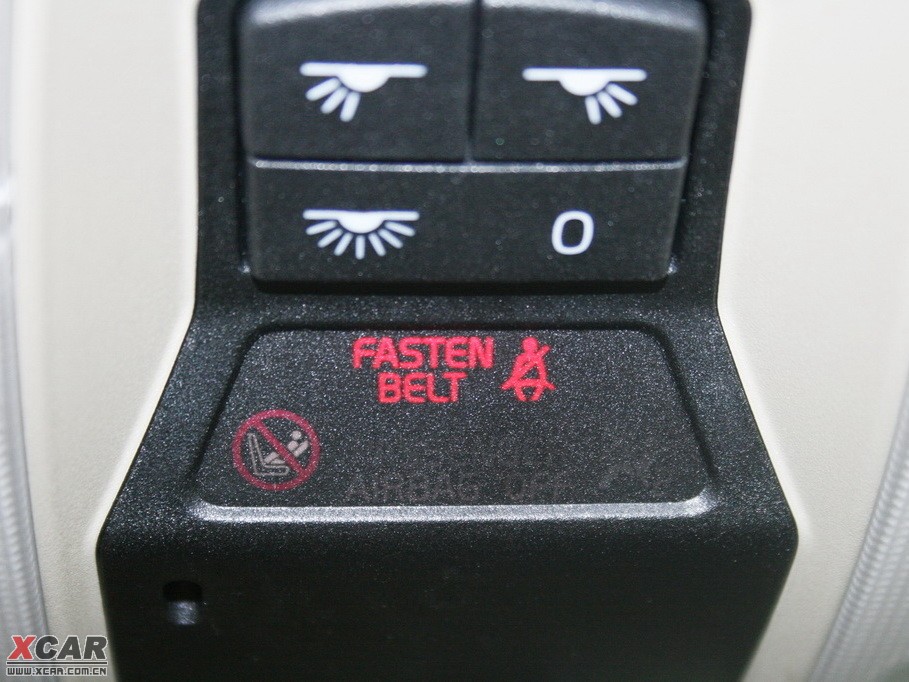 0
FASTEN
BELT
AIRBAG OFF
XCAR
WWW.XCAR.COM.CN